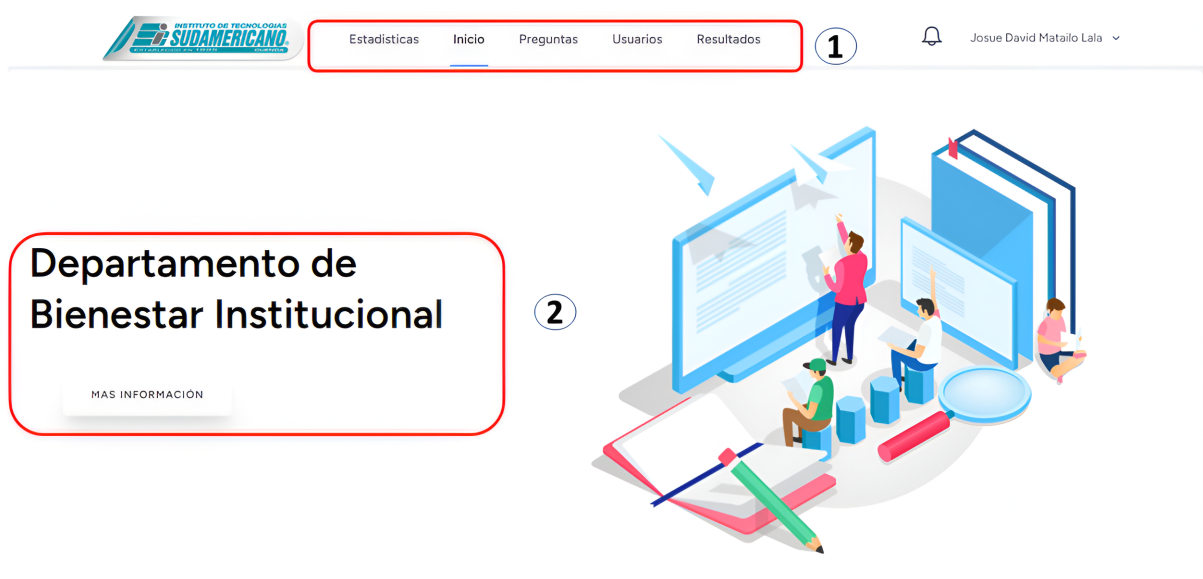 INSTITUTO DE TECNOLOGIAS
SUDAMERICANO
Estadisticas Inicio Preguntas Usuarios Resultados
1
Josue David Matailo Lala
Departamento de
Bienestar Institucional
2
MAS INFORMACIÓN